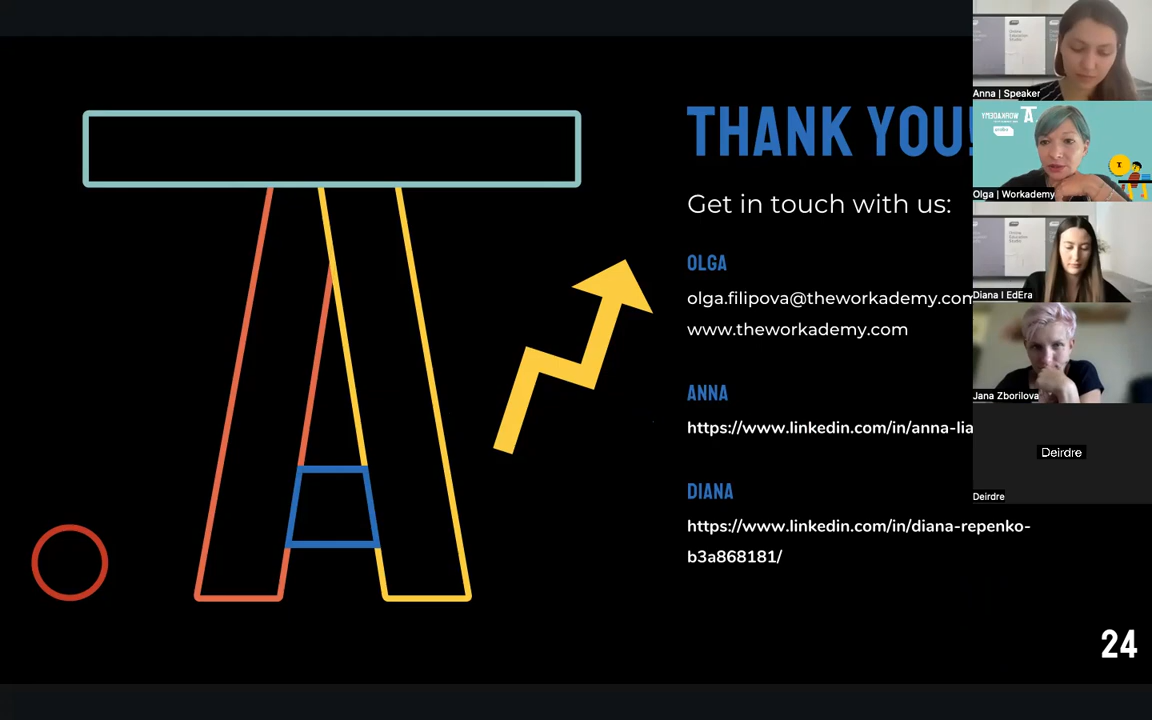 THANK YOU!
Get in touch with us:
OLGA
olga.filipova@theworkademy.com
www.theworkademy.com
ANNA
https://www.linkedin.com/in/anna-lia
DIANA
https://www.linkedin.com/in/diana-repenko-
b3a868181/
24
Anna | Speaker
WORK&DEMY
Olga | Workademy
Diana I EdEra
Jana Zborilova
Deirdre
Deirdre